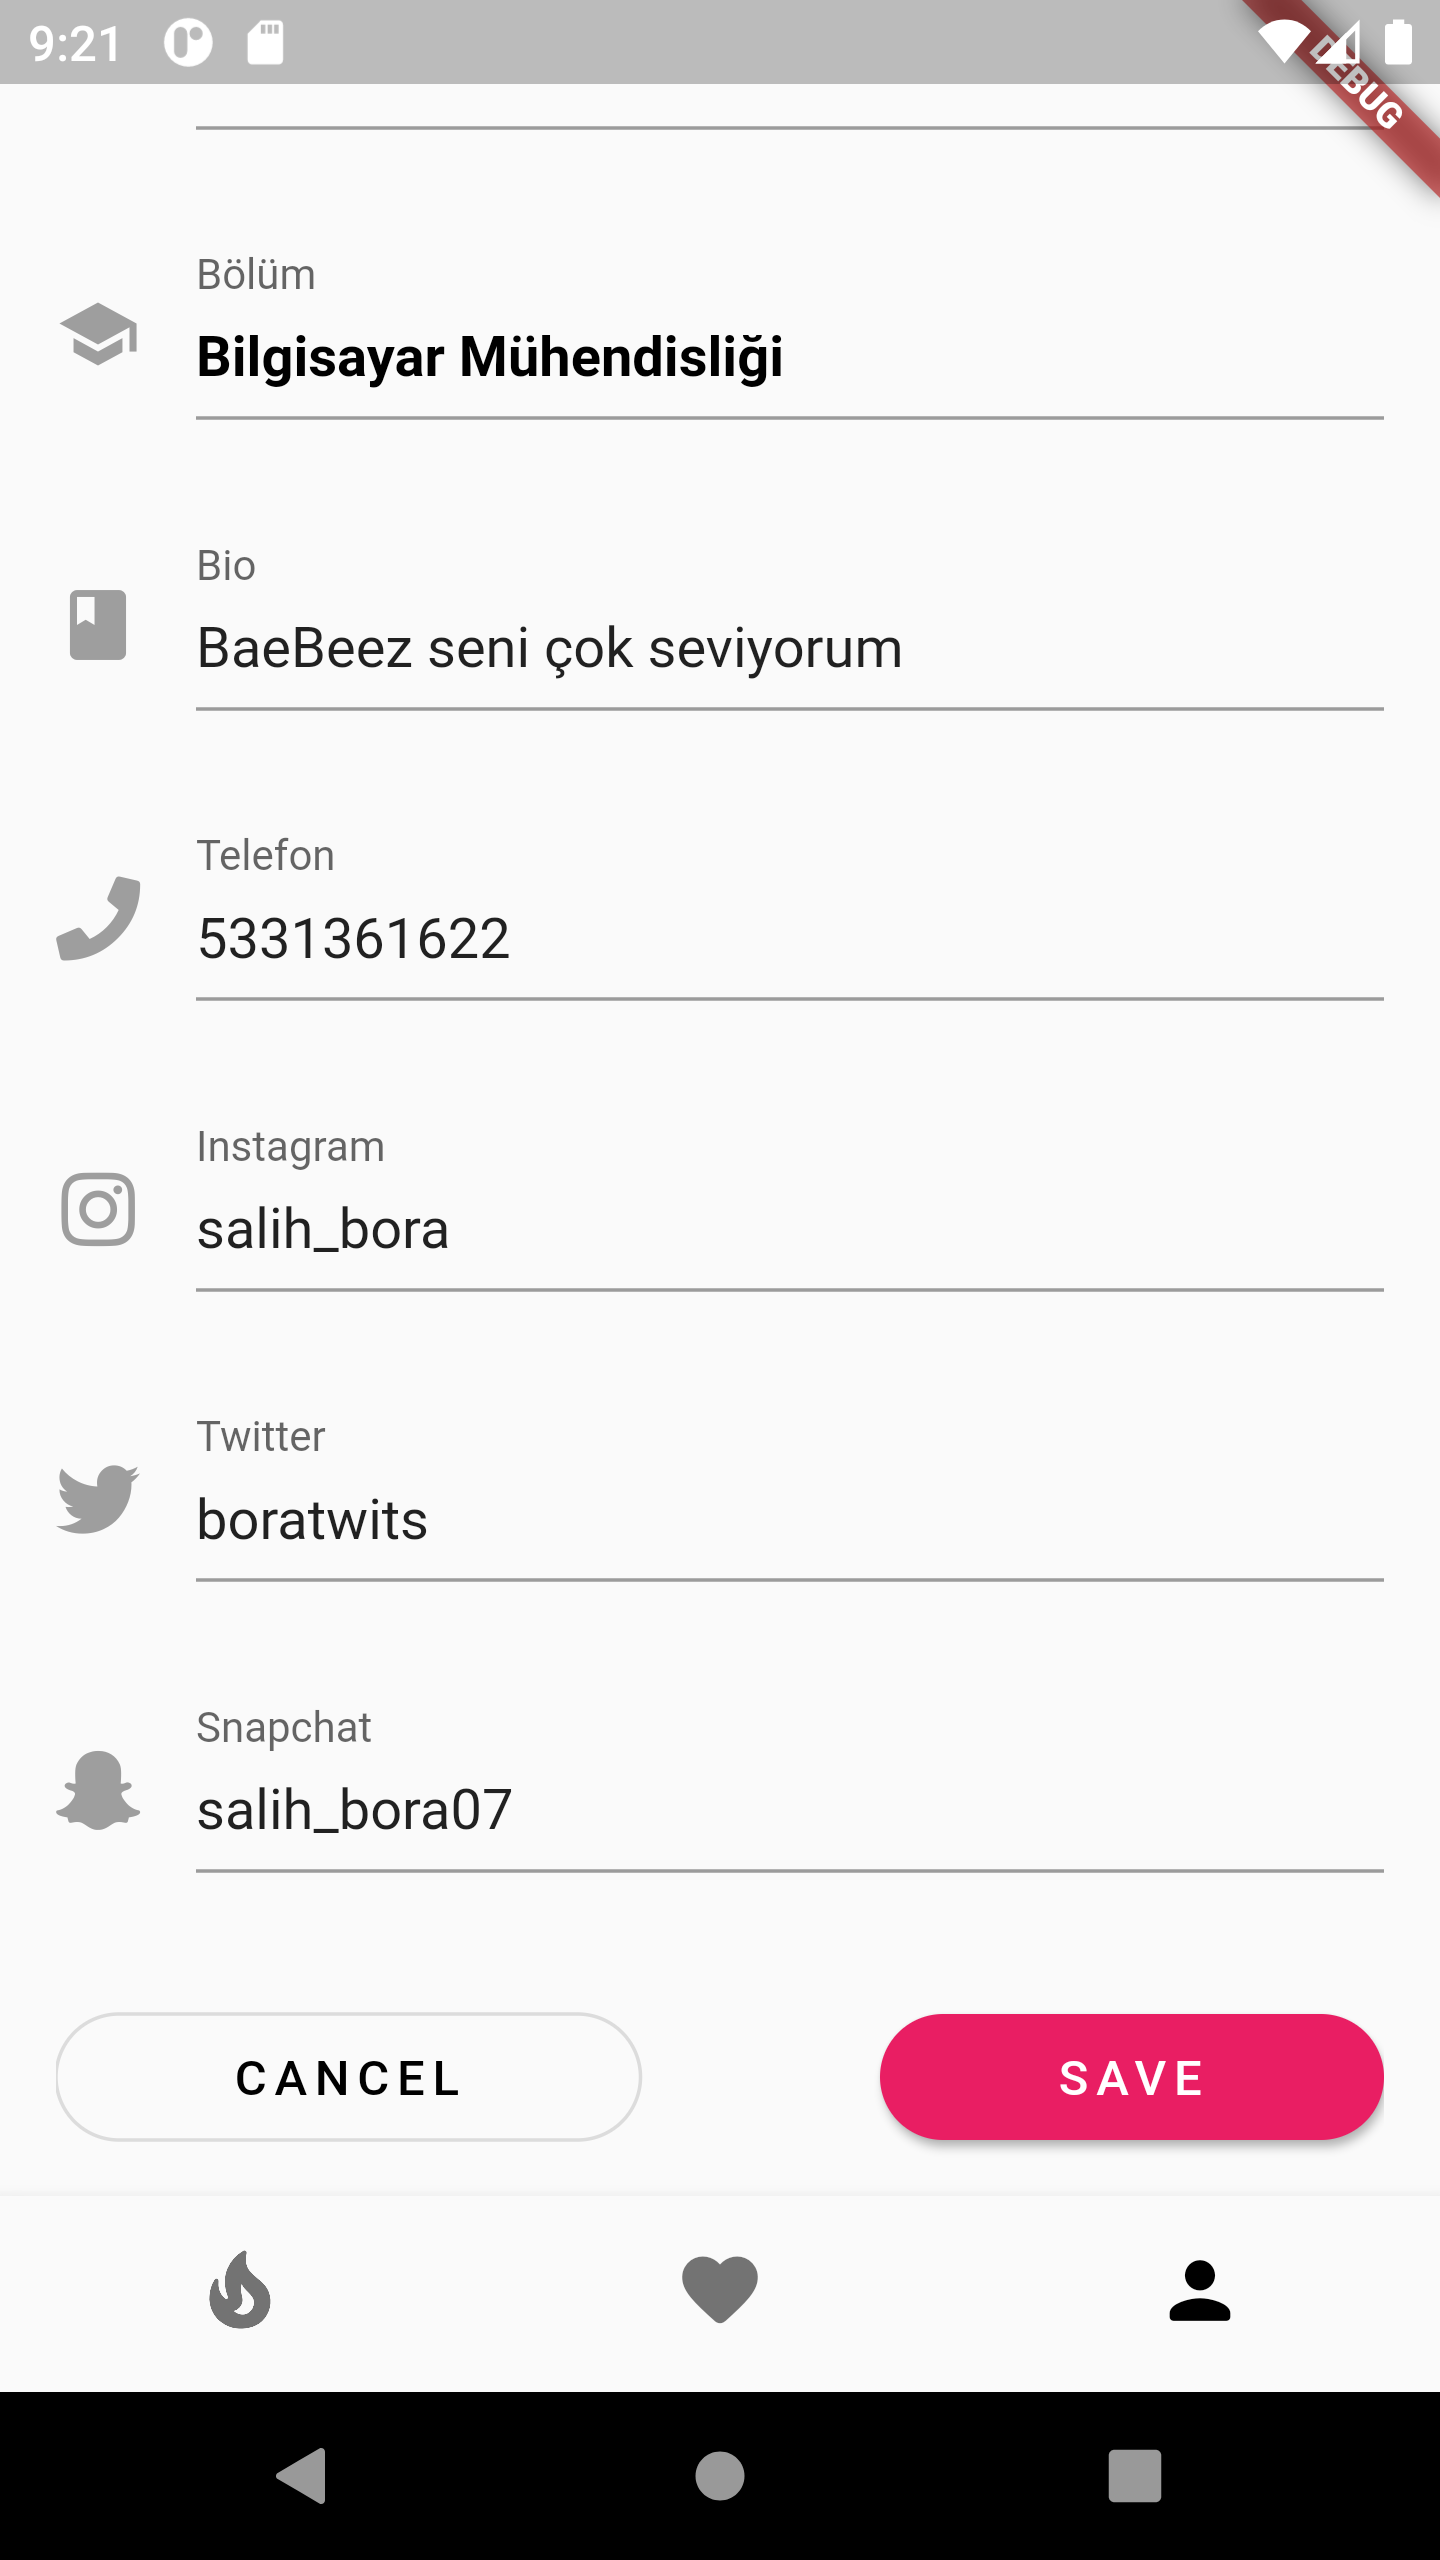 9:21
DEBUG
Bölüm
Bilgisayar Mühendisliği
Bio
BaeBeez seni çok seviyorum
Telefon
5331361622
Instagram
salih_bora
Twitter
boratwits
Snapchat
salih_bora07
CANCEL
SAVE